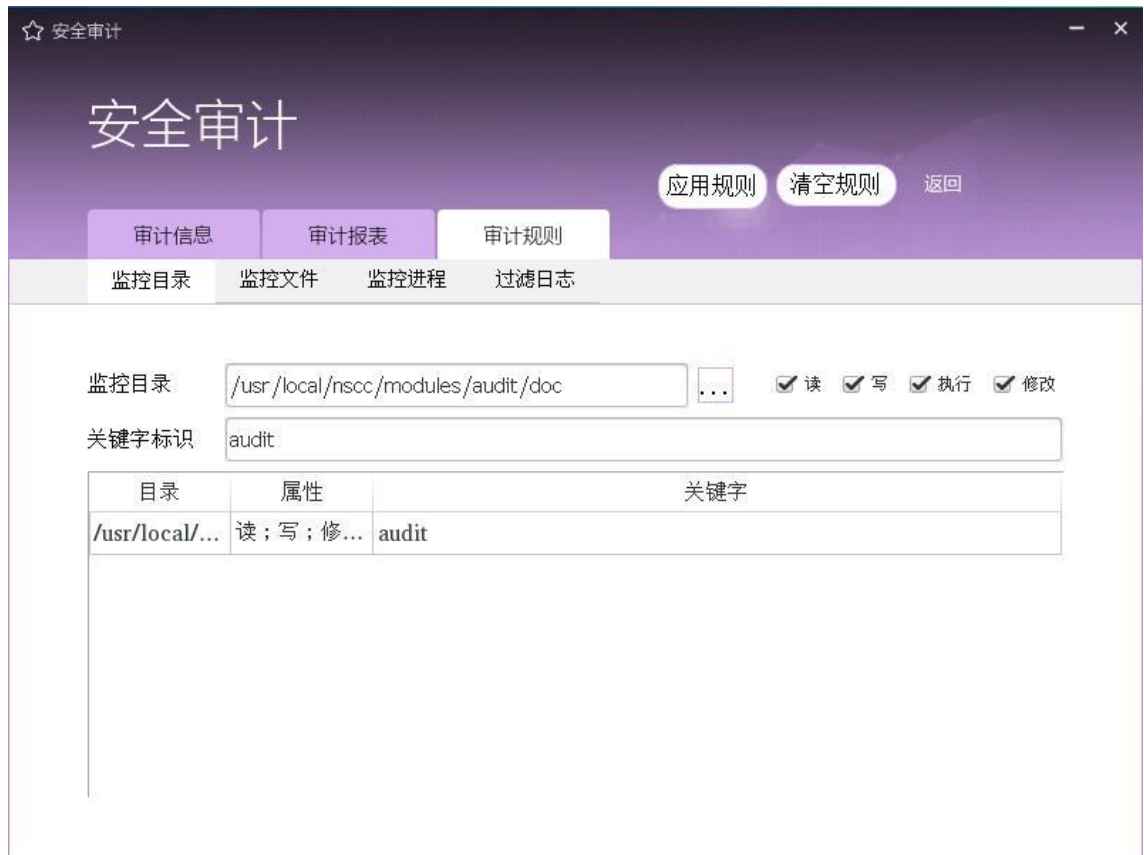 安全审计
安全审计
应用规则 清空规则 返回
审计信息 审计报表 审计规则
监控目录 监控文件 监控进程 过滤日志
监控目录 /usr/local/nscc/modules/audit/doc ... 读 写 执行 修改
关键字标识 audit
目录 属性 关键字
/usr/local/... 读；写；修... audit